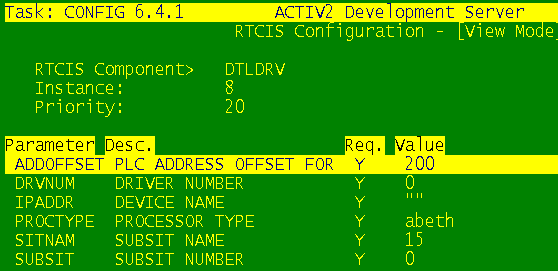 Task: CONFIG 6.4.1 ACTIV2 Development Server
RTCIS Configuration - [View Mode
RTCIS Component> DTLDRV
Instance: 8
Priority: 20
Parameter Desc. Req. Value
ADDOFFSET PLC ADDRESS OFFSET FOR Y 200
DRVNUM DRIVER NUMBER Y 0
IPADDR DEVICE NAME Y ""
PROCTYPE PROCESSOR TYPE Y abeth
SITNAM SUBSIT NAME Y 15
SUBSIT SUBSIT NUMBER Y 0